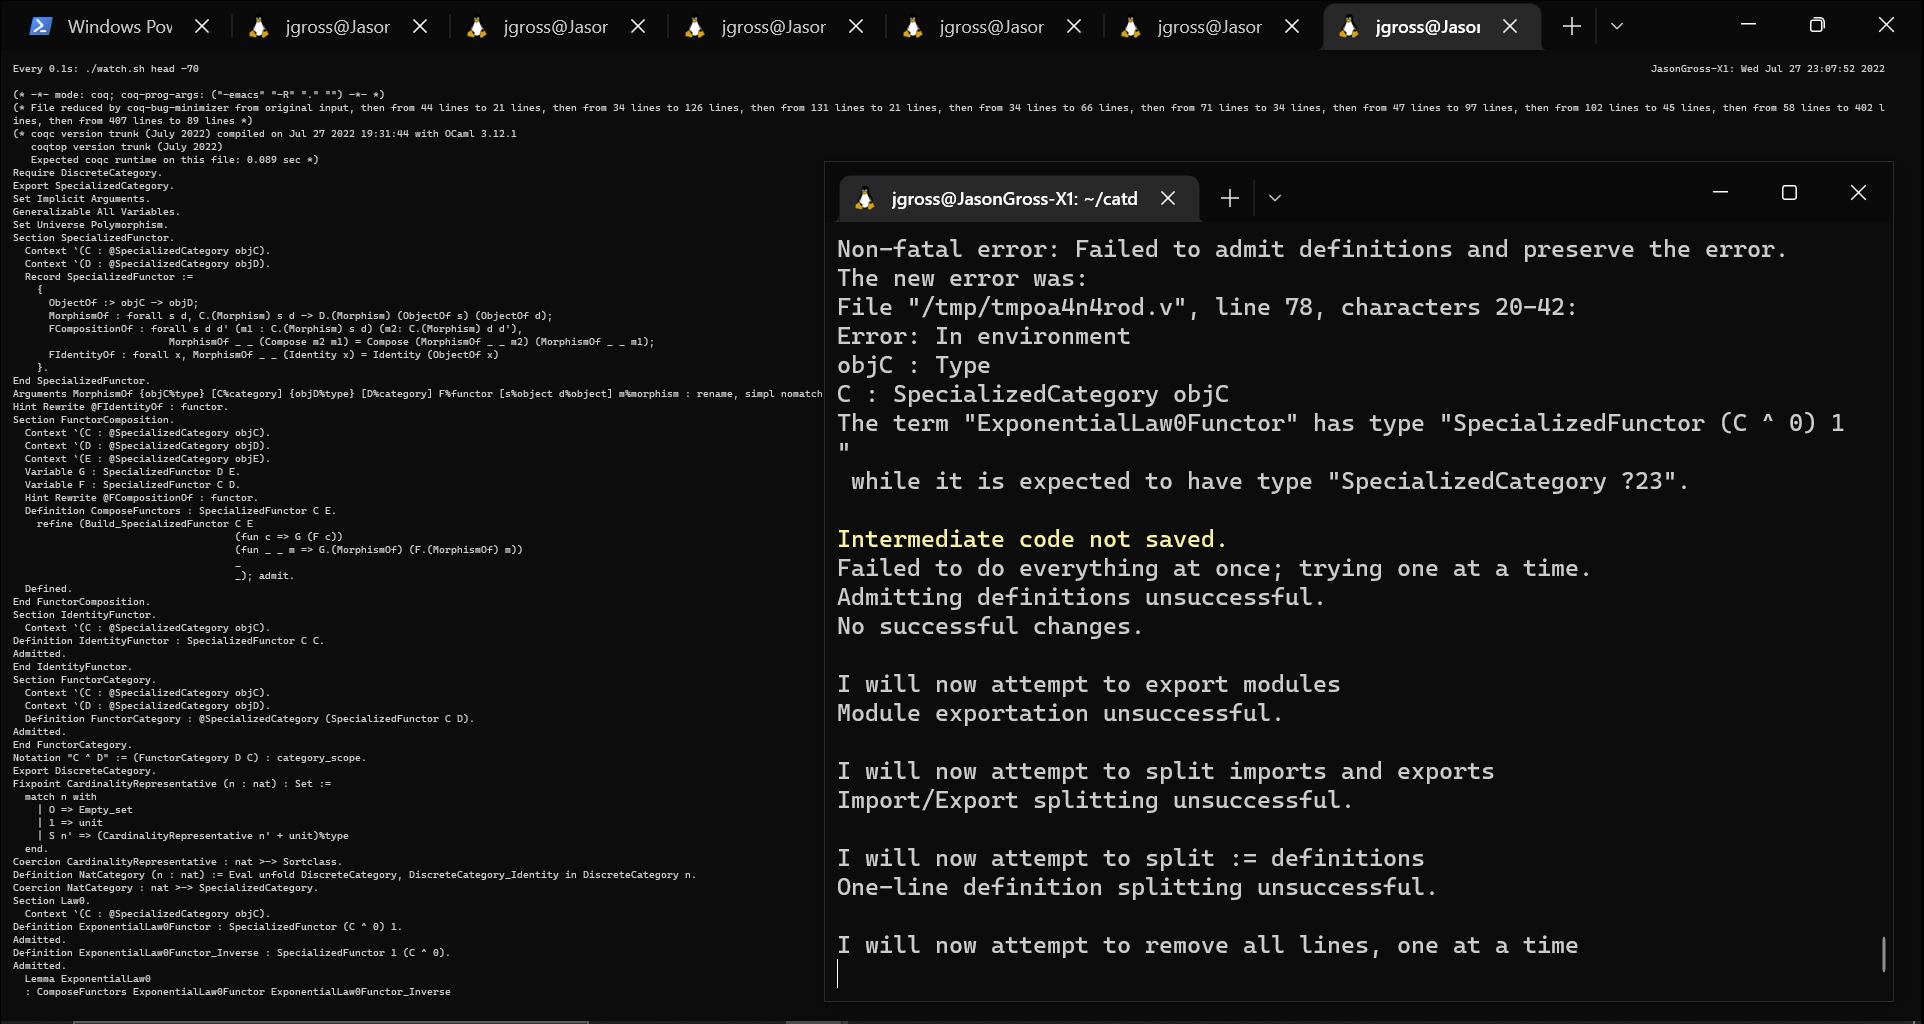 Windows Pow
jgross@Jasor
jgross@Jasor
jgross@Jasor
jgross@Jasor
jgross@Jasor
jgross@Jasor
Every 0.1s: ./watch.sh head -70
JasonGross-X1: Wed Jul 27 23:07:52 2022
(* -*- mode: coq; coq-prog-args: ("-emacs" "-R" "." "") -*- *)
(* File reduced by coq-bug-minimizer from original input, then from 44 lines to 21 lines, then from 34 lines to 126 lines, then from 131 lines to 21 lines, then from 34 lines to 66 lines, then from 71 lines to 34 lines, then from 47 lines to 97 lines, then from 102 lines to 45 lines, then from 58 lines to 402 l
ines, then from 407 lines to 89 lines *)
(* coqc version trunk (July 2022) compiled on Jul 27 2022 19:31:44 with OCaml 3.12.1
   coqtop version trunk (July 2022)
   Expected coqc runtime on this file: 0.089 sec *)
Require DiscreteCategory.
Export SpecializedCategory.
Set Implicit Arguments.
Generalizable All Variables.
Set Universe Polymorphism.
Section SpecializedFunctor.
  Context `(C : @SpecializedCategory objC).
  Context `(D : @SpecializedCategory objD).
  Record SpecializedFunctor :=
    {
      ObjectOf :> objC -> objD;
      MorphismOf : forall s d, C.(Morphism) s d -> D.(Morphism) (ObjectOf s) (ObjectOf d);
      FCompositionOf : forall s d d' (m1 : C.(Morphism) s d) (m2: C.(Morphism) d d'),
                          MorphismOf _ _ (Compose m2 m1) = Compose (MorphismOf _ _ m2) (MorphismOf _ _ m1);
      FIdentityOf : forall x, MorphismOf _ _ (Identity x) = Identity (ObjectOf x)
    }.
End SpecializedFunctor.
Arguments MorphismOf {objC%type} [C%category] {objD%type} [D%category] F%functor [s%object d%object] m%morphism : rename, simpl nomatch
Hint Rewrite @FIdentityOf : functor.
Section FunctorComposition.
  Context `(C : @SpecializedCategory objC).
  Context `(D : @SpecializedCategory objD).
  Context `(E : @SpecializedCategory objE).
  Variable G : SpecializedFunctor D E.
  Variable F : SpecializedFunctor C D.
  Hint Rewrite @FCompositionOf : functor.
  Definition ComposeFunctors : SpecializedFunctor C E.
    refine (Build_SpecializedFunctor C E
                                     (fun c => G (F c))
                                     (fun _ _ m => G.(MorphismOf) (F.(MorphismOf) m))
                                     _
                                     _); admit.
  Defined.
End FunctorComposition.
Section IdentityFunctor.
  Context `(C : @SpecializedCategory objC).
Definition IdentityFunctor : SpecializedFunctor C C.
Admitted.
End IdentityFunctor.
Section FunctorCategory.
  Context `(C : @SpecializedCategory objC).
  Context `(D : @SpecializedCategory objD).
  Definition FunctorCategory : @SpecializedCategory (SpecializedFunctor C D).
Admitted.
End FunctorCategory.
Notation "C ^ D" := (FunctorCategory D C) : category_scope.
Export DiscreteCategory.
Fixpoint CardinalityRepresentative (n : nat) : Set :=
  match n with
    | O => Empty_set
    | 1 => unit
    | S n' => (CardinalityRepresentative n' + unit)%type
  end.
Coercion CardinalityRepresentative : nat >-> Sortclass.
Definition NatCategory (n : nat) := Eval unfold DiscreteCategory, DiscreteCategory_Identity in DiscreteCategory n.
Coercion NatCategory : nat >-> SpecializedCategory.
Section Law0.
  Context `(C : @SpecializedCategory objC).
Definition ExponentialLaw0Functor : SpecializedFunctor (C ^ 0) 1.
Admitted.
Definition ExponentialLaw0Functor_Inverse : SpecializedFunctor 1 (C ^ 0).
Admitted.
  Lemma ExponentialLaw0
  : ComposeFunctors ExponentialLaw0Functor ExponentialLaw0Functor_Inverse
jgross@JasonGross-X1: ~/catd
Non-fatal error: Failed to admit definitions and preserve the error.
The new error was:
File "/tmp/tmpoa4n4rod.v", line 78, characters 20-42:
Error: In environment
objC : Type
C : SpecializedCategory objC
The term "ExponentialLaw0Functor" has type "SpecializedFunctor (C ^ 0) 1
"
 while it is expected to have type "SpecializedCategory ?23".
Intermediate code not saved.
Failed to do everything at once; trying one at a time.
Admitting definitions unsuccessful.
No successful changes.
I will now attempt to export modules
Module exportation unsuccessful.
I will now attempt to split imports and exports
Import/Export splitting unsuccessful.
I will now attempt to split := definitions
One-line definition splitting unsuccessful.
I will now attempt to remove all lines, one at a time